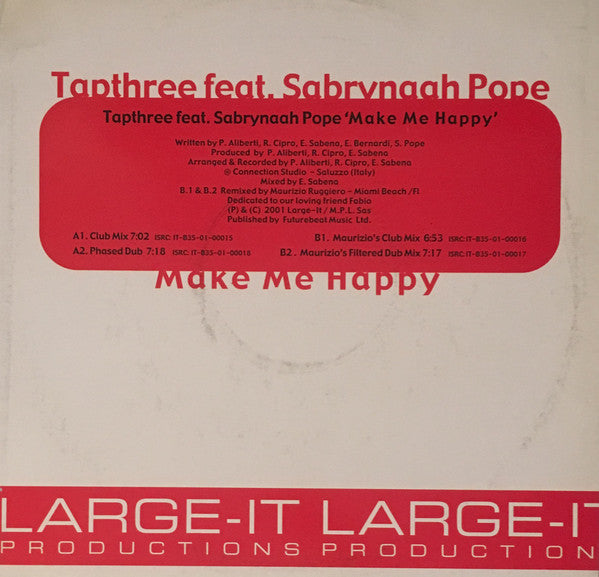 Tapthree feat. Sabrynaah Pope
Tapthree feat. Sabrynaah Pope 'Make Me Happy'
Written by P. Aliberti, R. Cipro, E. Sabena, E. Bernardi, S. Pope
Produced by P. Aliberti, R. Cipro, E. Sabena
Arranged & Recorded by P. Aliberti, R. Cipro, E. Sabena
@ Connection Studio - Saluzzo (Italy)
Mixed by E. Sabena
B.1 & B.2 Remixed by Maurizio Ruggiero - Miami Beach /Fl
Dedicated to our loving friend Fabio
(P) & (C) 2001 Large-It / M.P.L. Sas
Published by Futurebeat Music Ltd.
A1. Club Mix 7:02 ISRC: IT-B35-01-00015 B1. Maurizio's Club Mix 6:53 ISRC: IT-B35-01-00016
A2. Phased Dub 7:18 ISRC: IT-B35-01-00018 B2. Maurizio's Filtered Dub Mix 7:17 ISRC: IT-B35-01-00017
Make Me Happy
LARGE-IT LARGE-IT
PRODUCTIONS PRODUCTION